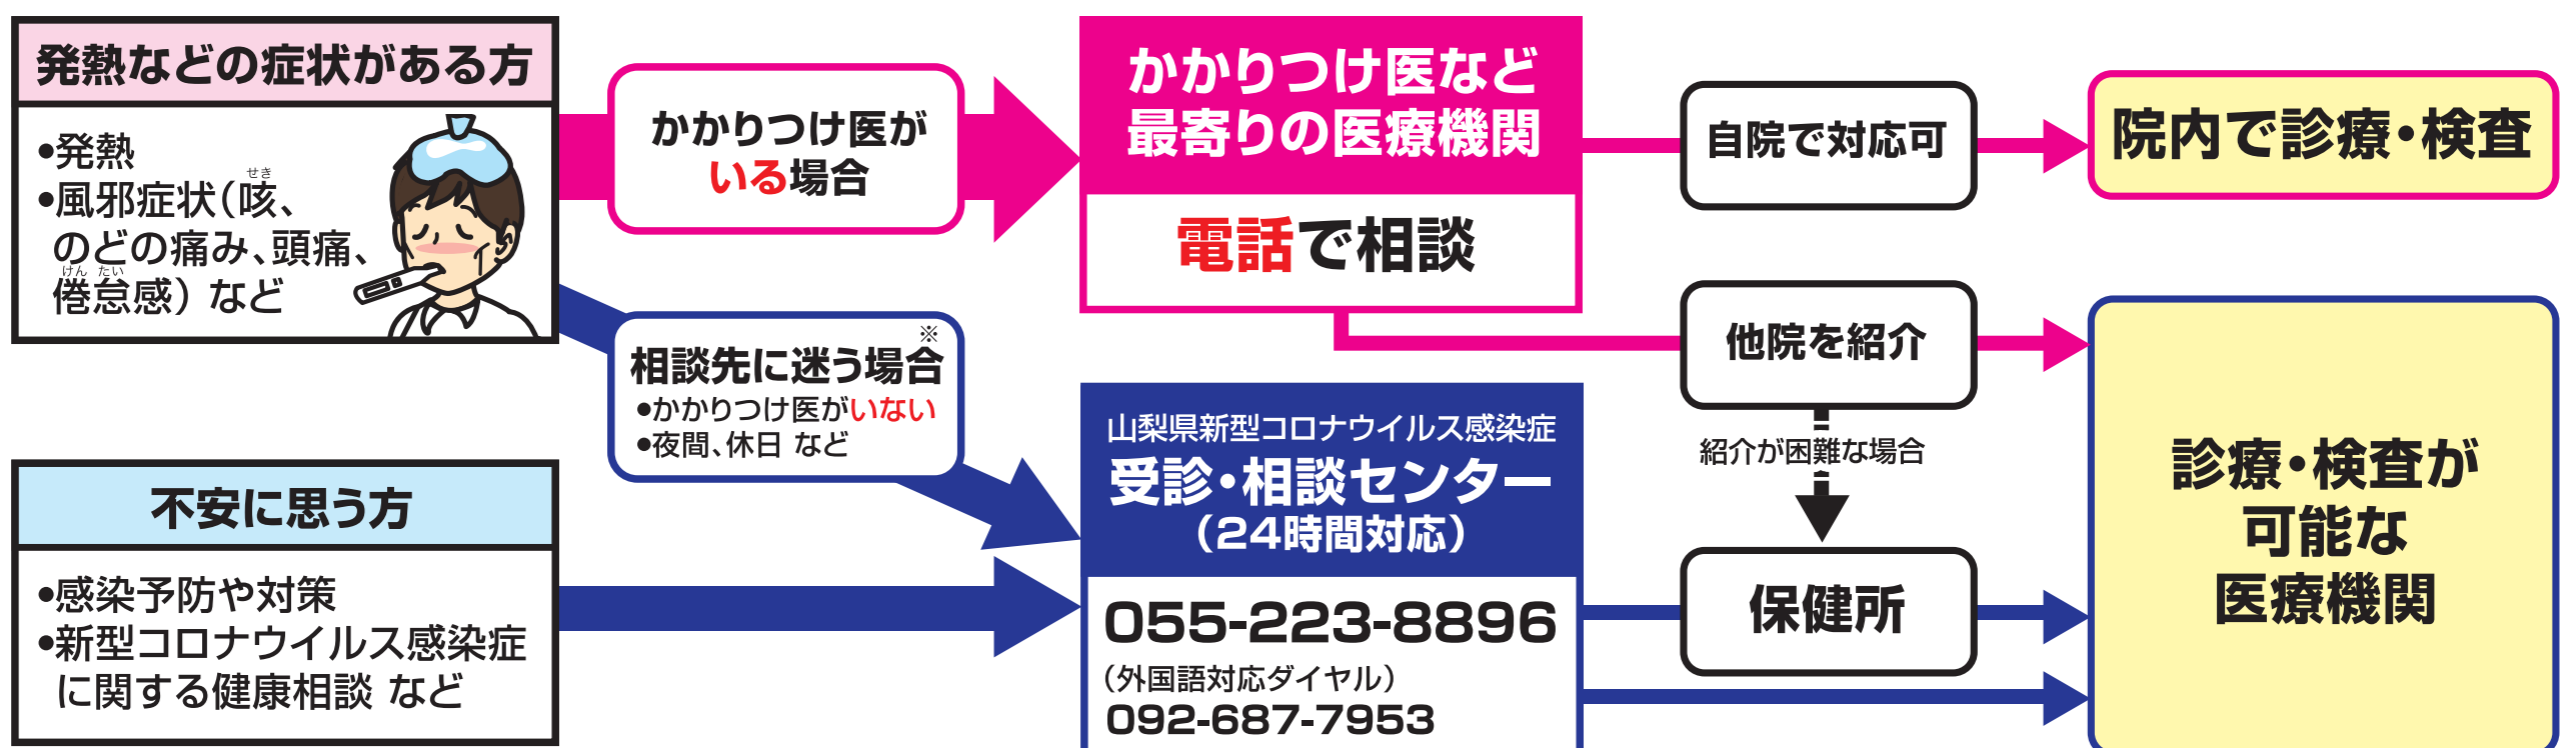 発熱などの症状がある方
•発熱
•風邪症状（咳、
せき
のどの痛み、頭痛、
けん たい
倦怠感）など
不安に思う方
•感染予防や対策
•新型コロナウイルス感染症
に関する健康相談 など
かかりつけ医が
いる場合
※
相談先に迷う場合
•かかりつけ医がいない
•夜間、休日 など
かかりつけ医など
最寄りの医療機関
電話で相談
山梨県新型コロナウイルス感染症
受診・相談センター
（24時間対応）
055-223-8896
（外国語対応ダイヤル）
092-687-7953
自院で対応可
他院を紹介
紹介が困難な場合
保健所
院内で診療・検査
診療・検査が
可能な
医療機関